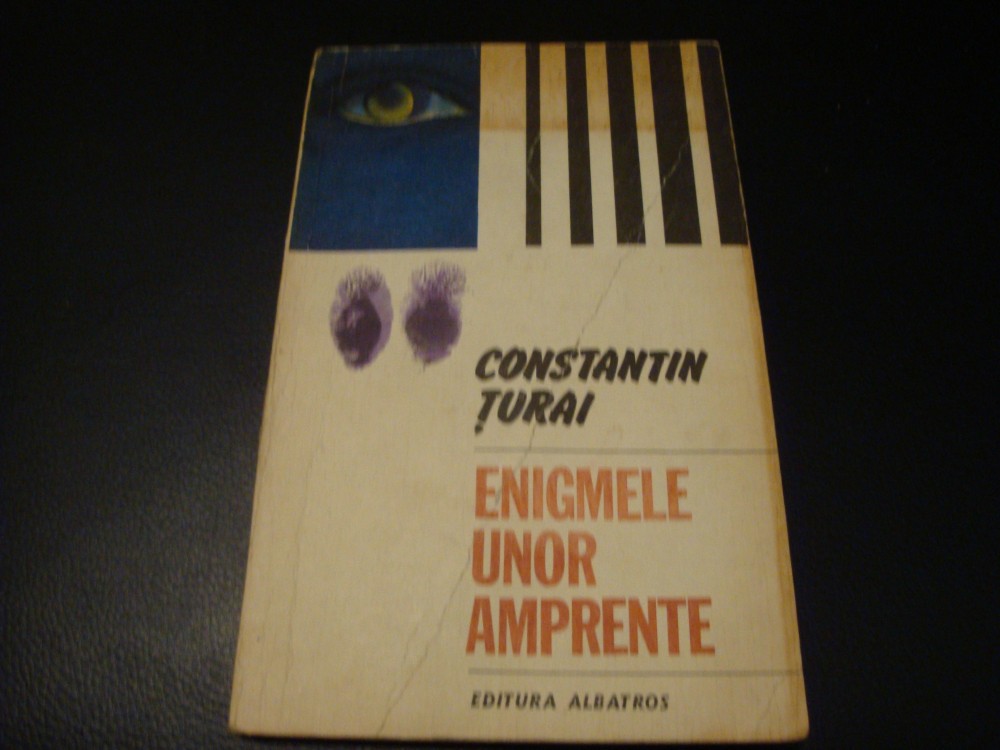 CONSTANTIN
ȚURAI
ENIGMELE
UNOR
AMPRENTE
EDITURA ALBATROS